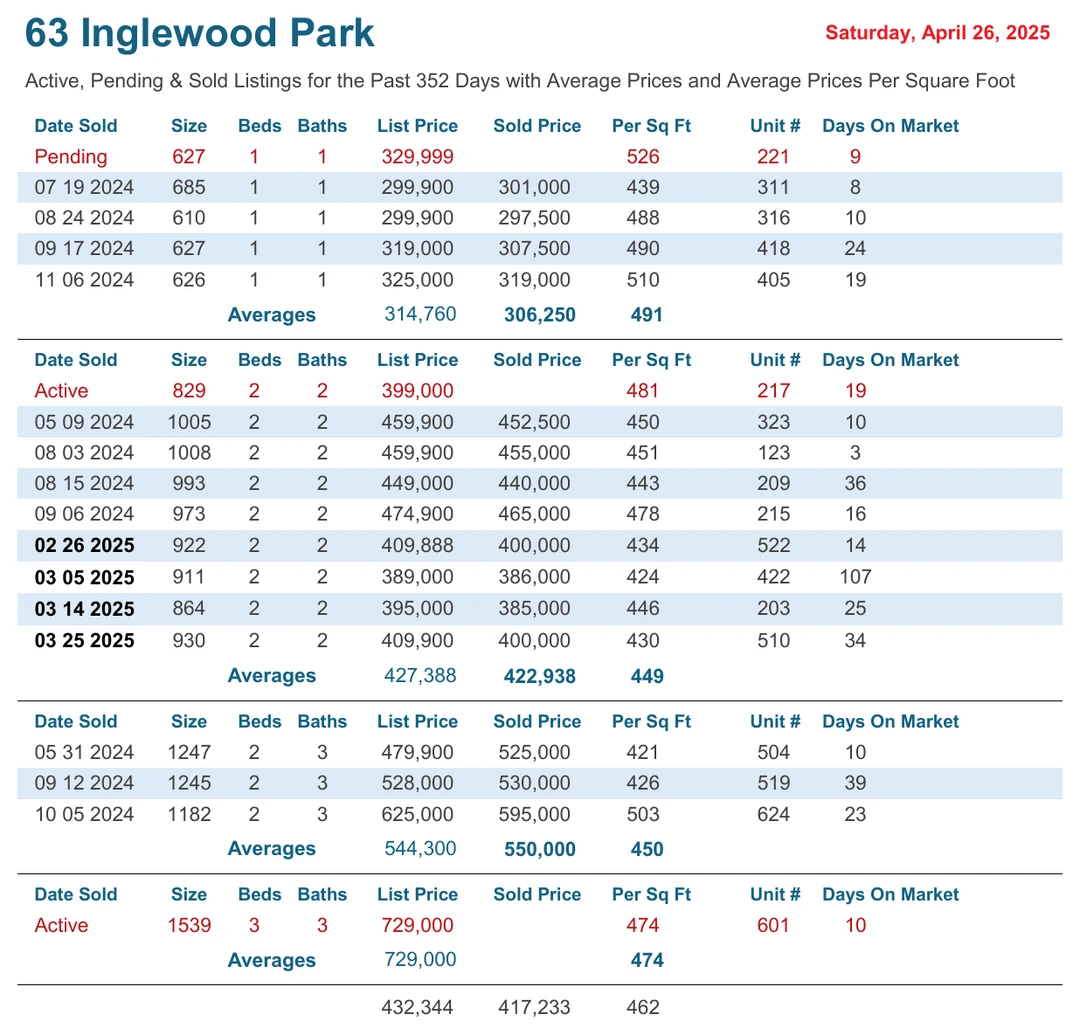 63 Inglewood Park
Saturday, April 26, 2025
Active, Pending & Sold Listings for the Past 352 Days with Average Prices and Average Prices Per Square Foot
Date Sold Size Beds Baths List Price Sold Price Per Sq Ft Unit # Days On Market
Pending 627 1 1 329,999 526 221 9
07 19 2024 685 1 1 299,900 301,000 439 311 8
08 24 2024 610 1 1 299,900 297,500 488 316 10
09 17 2024 627 1 1 319,000 307,500 490 418 24
11 06 2024 626 1 1 325,000 319,000 510 405 19
Averages 314,760 306,250 491
Date Sold Size Beds Baths List Price Sold Price Per Sq Ft Unit # Days On Market
Active 829 2 2 399,000 481 217 19
05 09 2024 1005 2 2 459,900 452,500 450 323 10
08 03 2024 1008 2 2 459,900 455,000 451 123 3
08 15 2024 993 2 2 449,000 440,000 443 209 36
09 06 2024 973 2 2 474,900 465,000 478 215 16
02 26 2025 922 2 2 409,888 400,000 434 522 14
03 05 2025 911 2 2 389,000 386,000 424 422 107
03 14 2025 864 2 2 395,000 385,000 446 203 25
03 25 2025 930 2 2 409,900 400,000 430 510 34
Averages 427,388 422,938 449
Date Sold Size Beds Baths List Price Sold Price Per Sq Ft Unit # Days On Market
05 31 2024 1247 2 3 479,900 525,000 421 504 10
09 12 2024 1245 2 3 528,000 530,000 426 519 39
10 05 2024 1182 2 3 625,000 595,000 503 624 23
Averages 544,300 550,000 450
Date Sold Size Beds Baths List Price Sold Price Per Sq Ft Unit # Days On Market
Active 1539 3 3 729,000 474 601 10
Averages 729,000 474
432,344 417,233 462